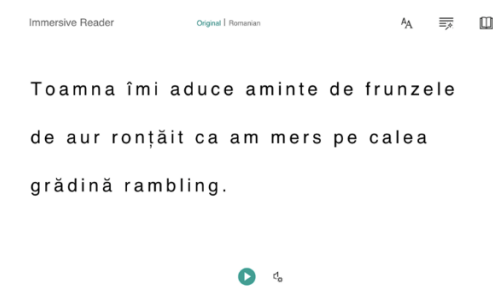 Immersive Reader
Original | Romanian
AA
Toamna îmi aduce aminte de frunzele
de aur ronțăit ca am mers pe calea
grădină rambling.